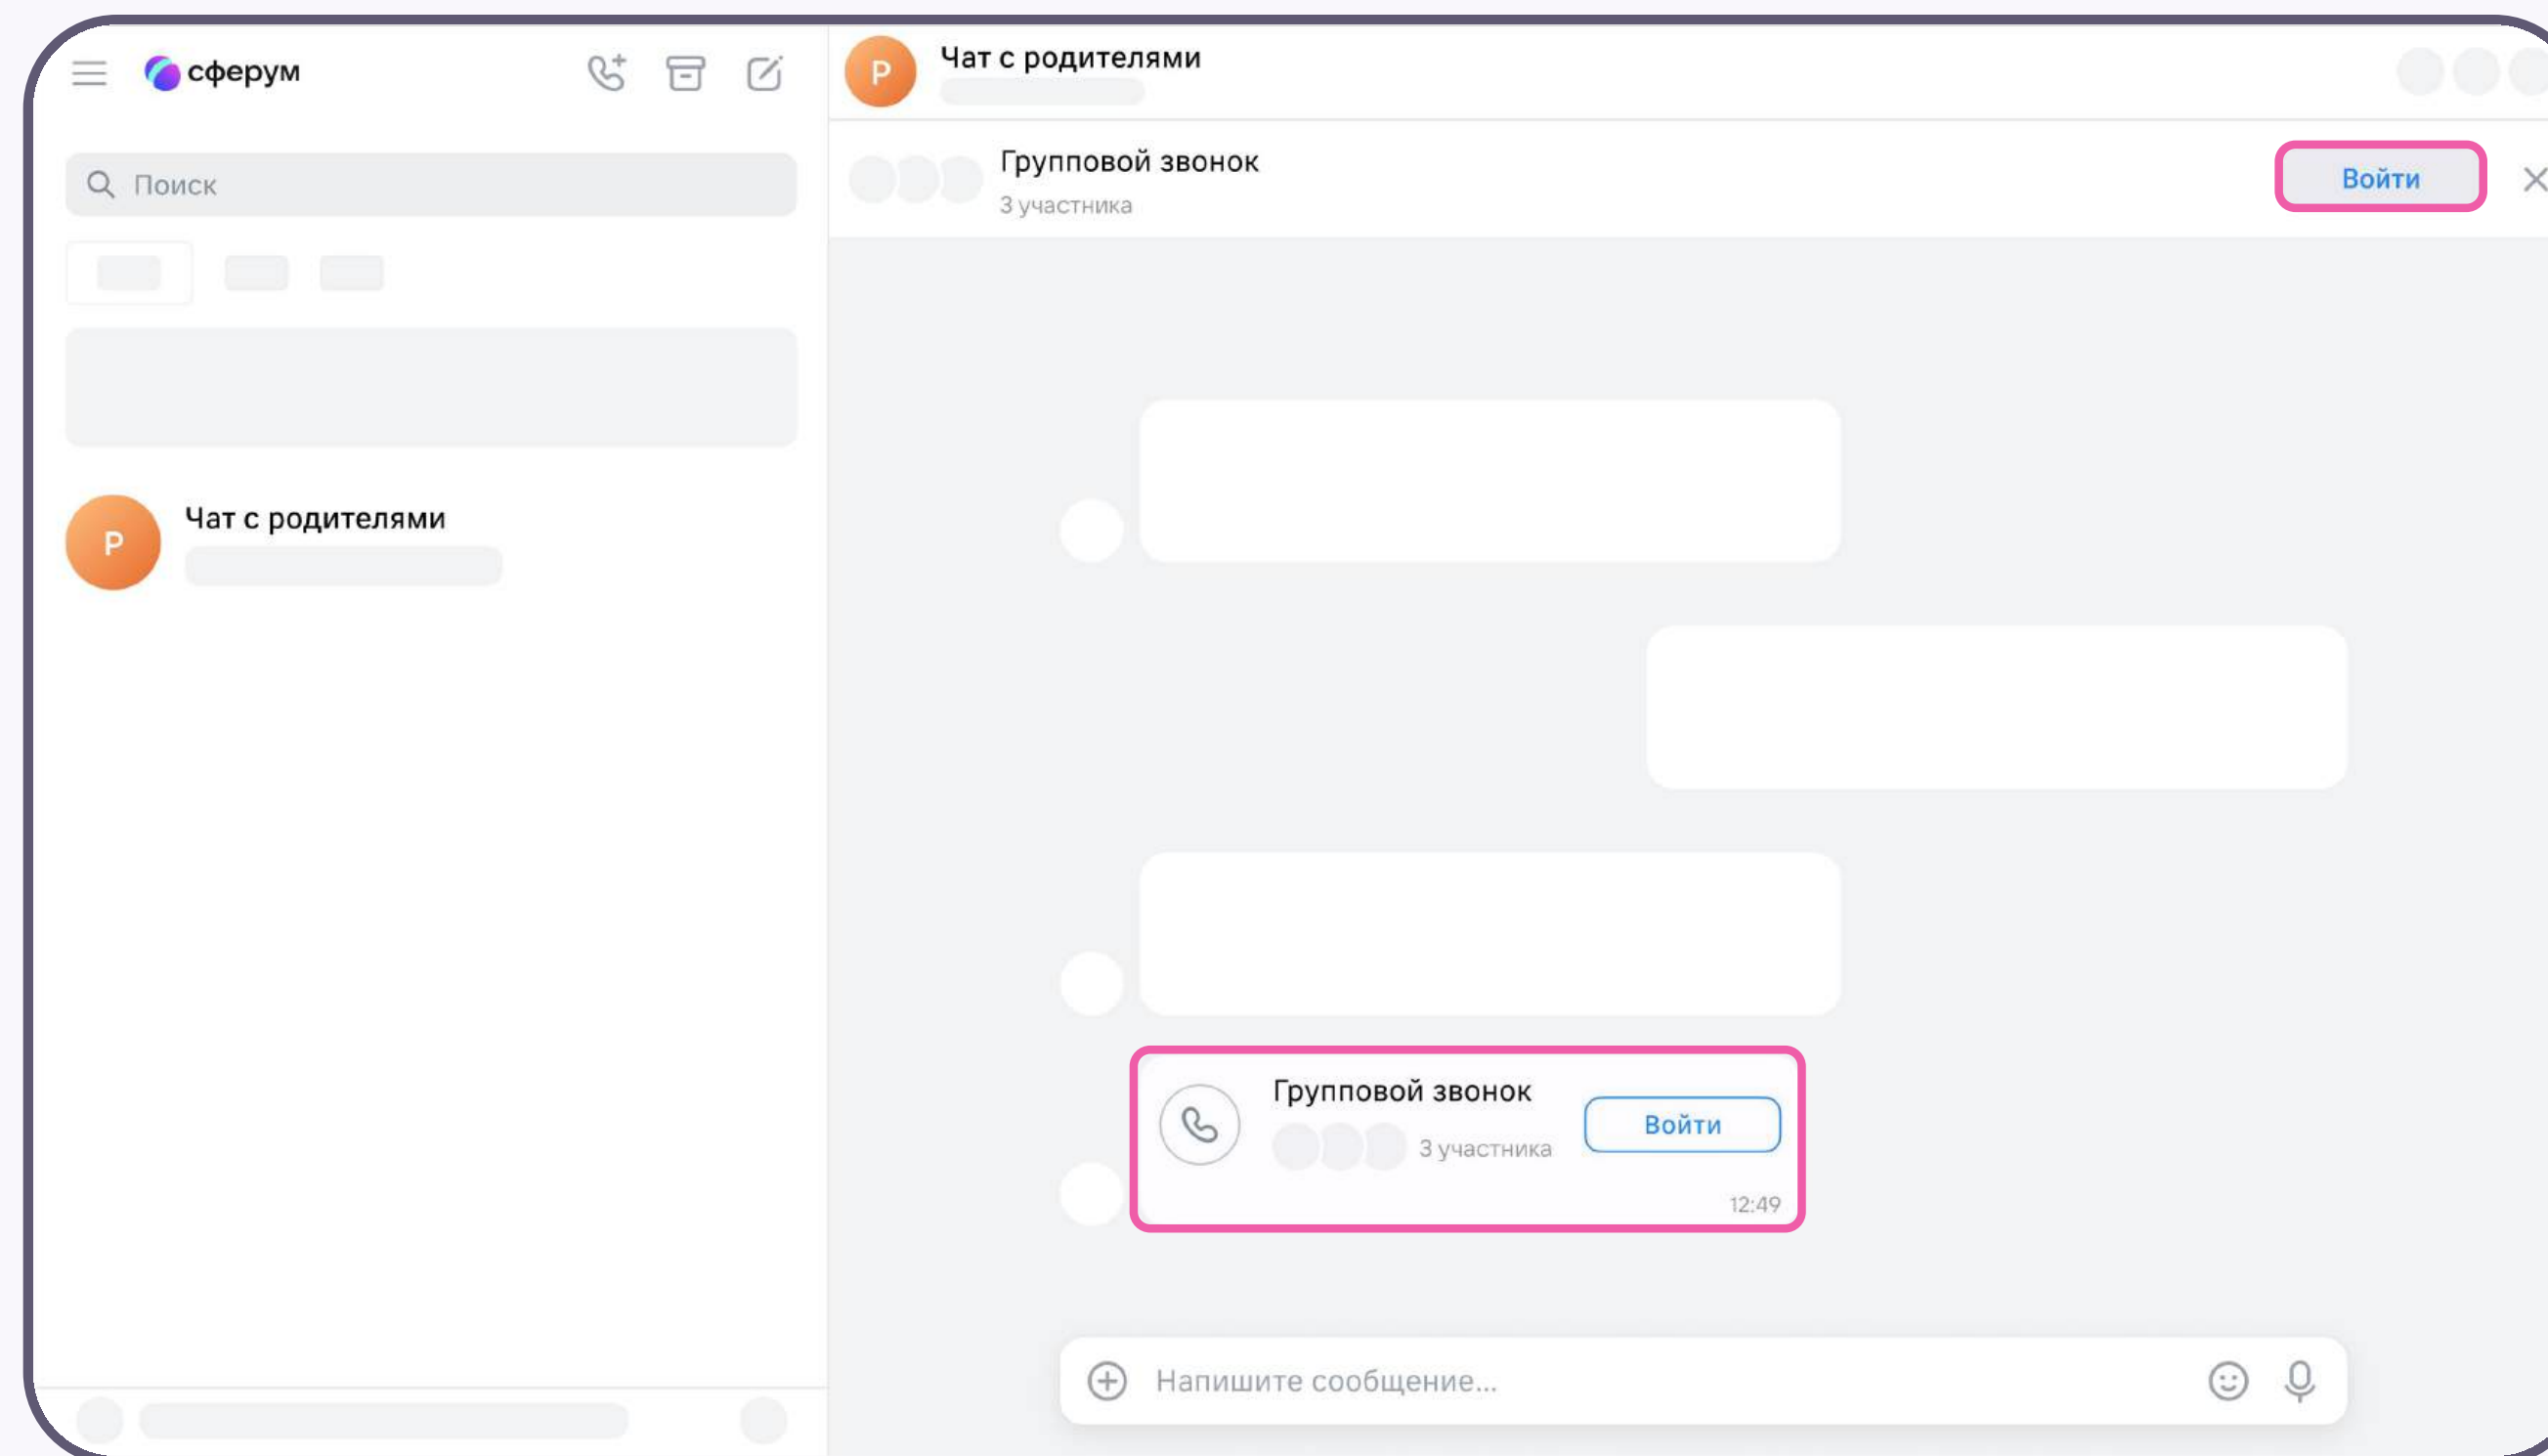 сферум
Поиск
Р
Чат с родителями
Р
Чат с родителями
Групповой звонок
3 участника
Войти
Групповой звонок
3 участника
Войти
12:49
Напишите сообщение...